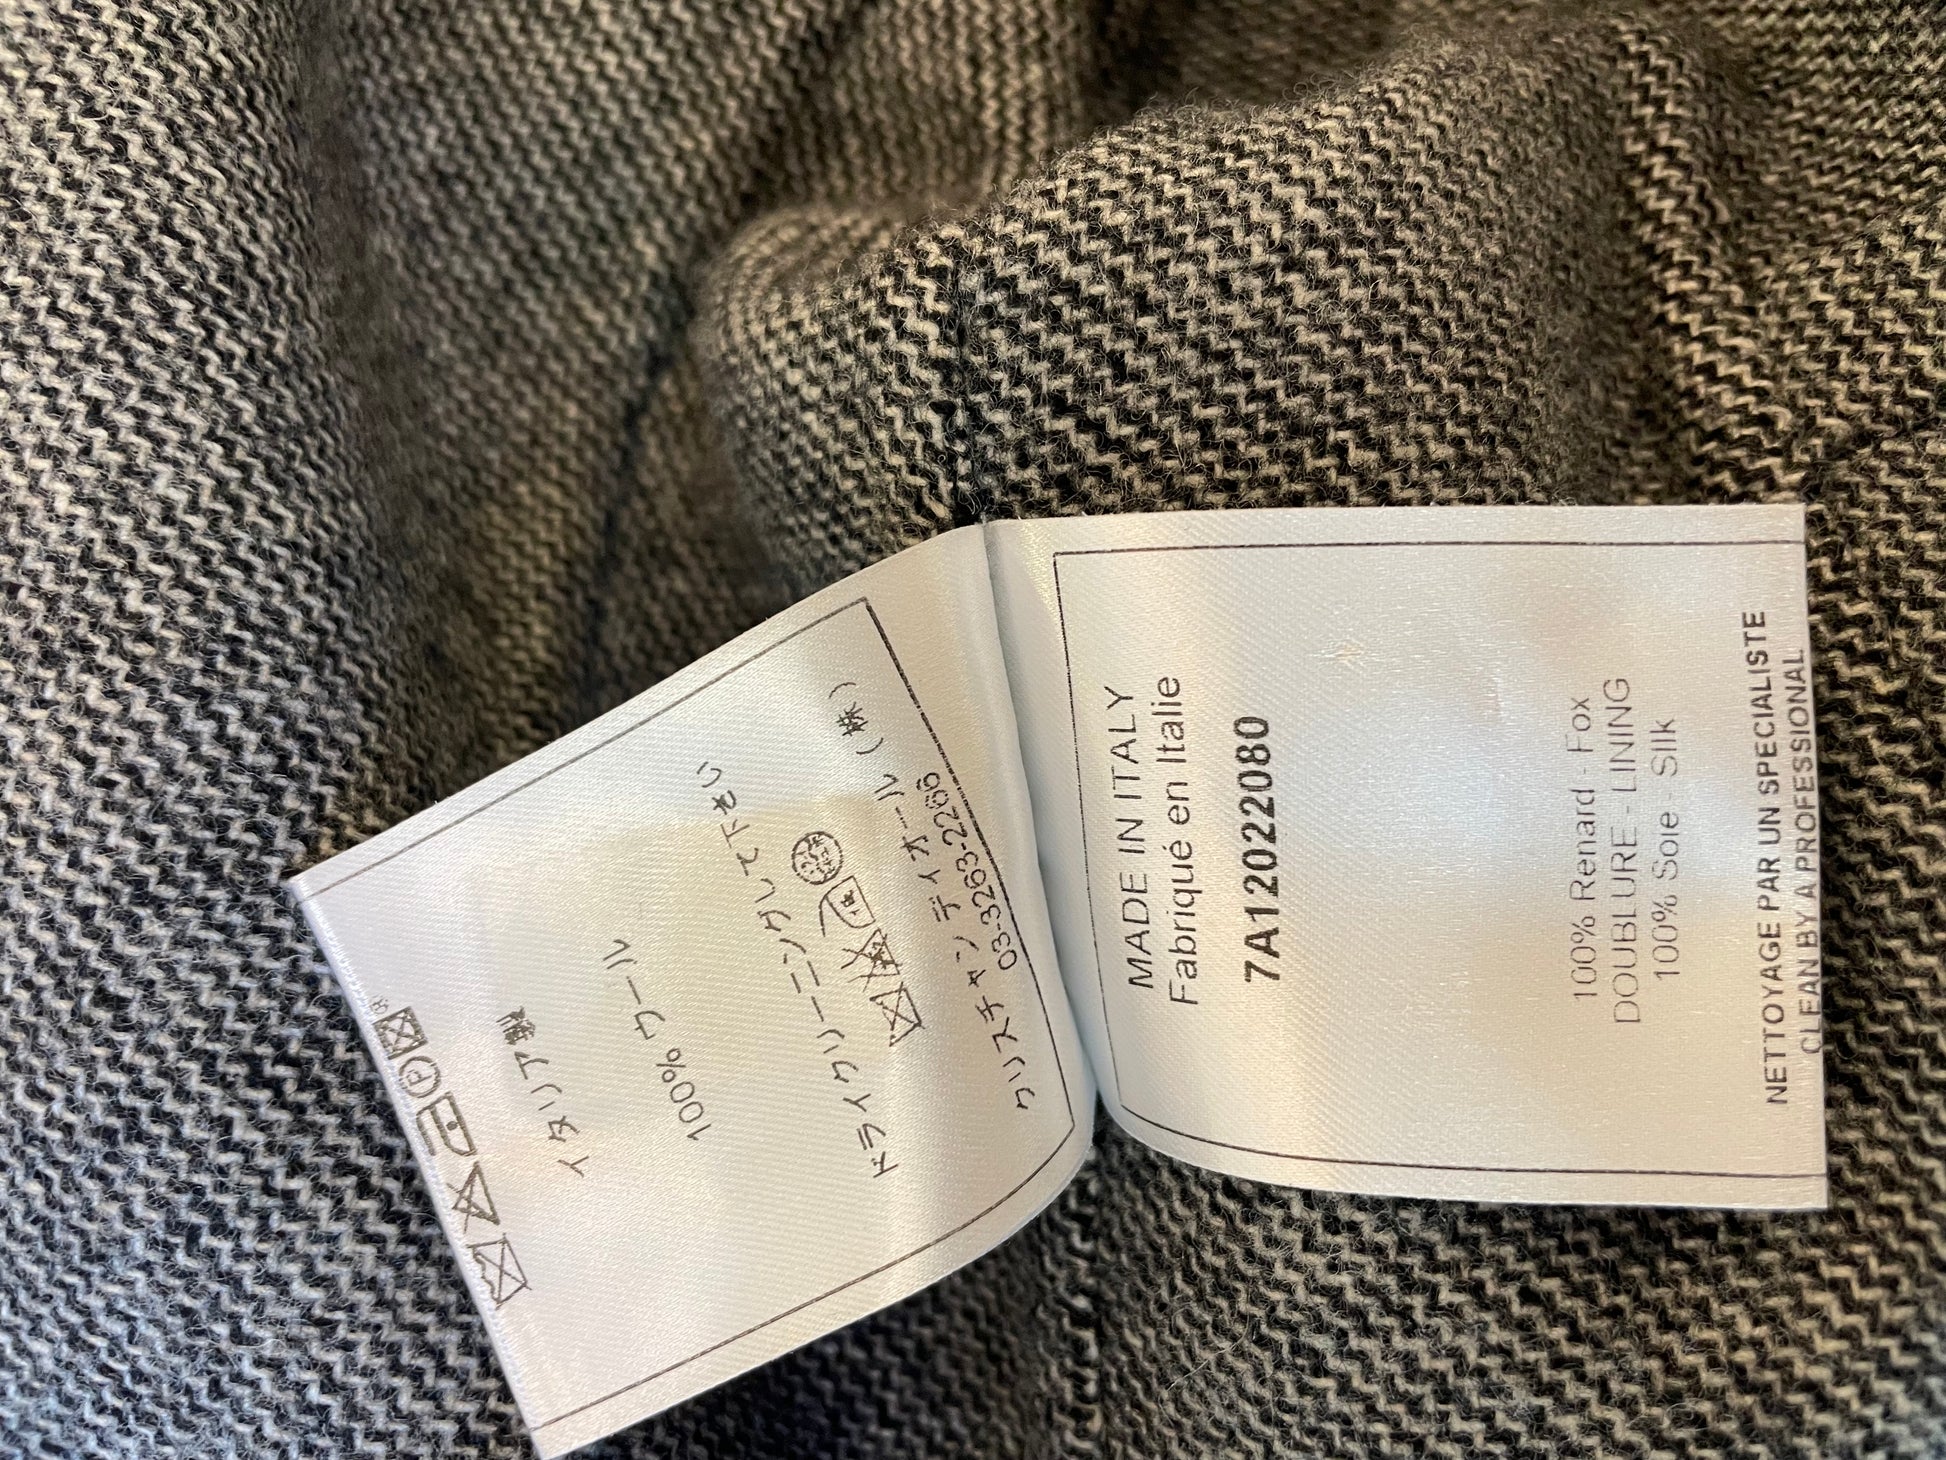 イタリア製
100% ウール
ドライクリーニングして下さい
クリスチャン ディオール (株)
03-3263-2266
MADE IN ITALY
Fabriqué en Italie
7A12022080
100% Renard - Fox
DOUBLURE - LINING
100% Soie - Silk
NETTOYAGE PAR UN SPECIALISTE
CLEAN BY A PROFESSIONAL